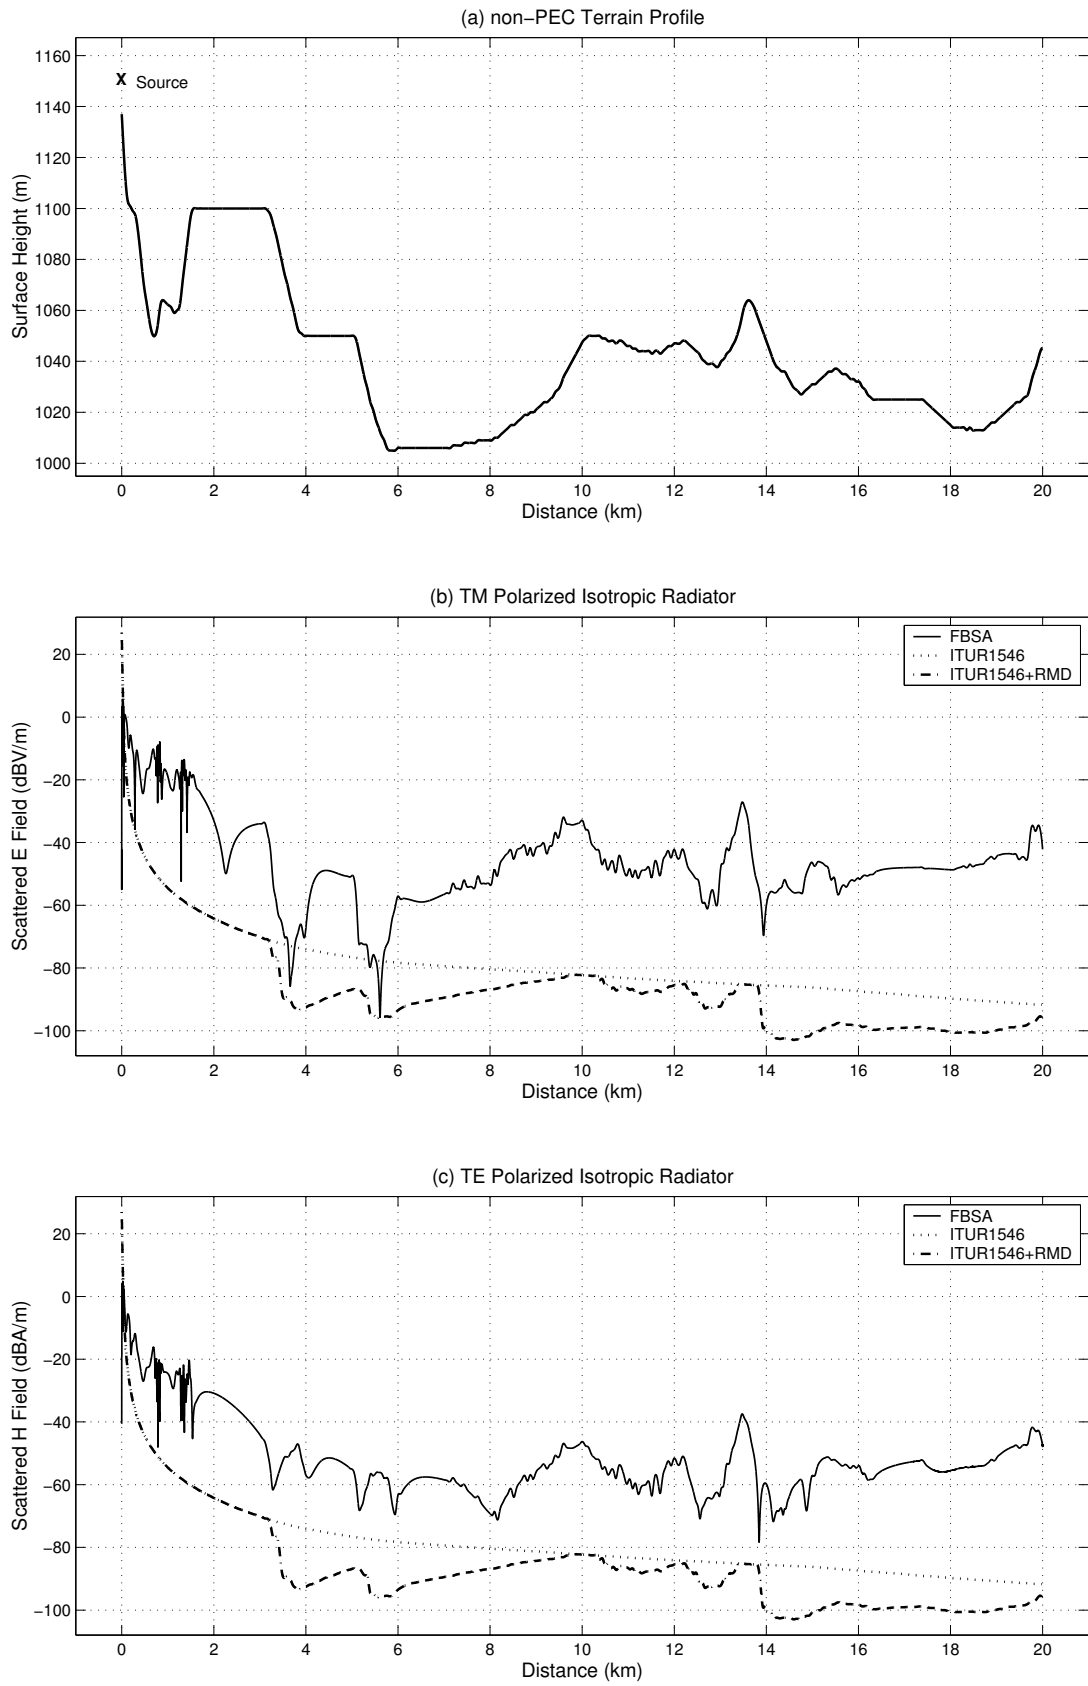 (a) non−PEC Terrain Profile
1160
1140
1120
1100
1080
1060
1040
1020
1000
Surface Height (m)
x Source
0 2 4 6 8 10 12 14 16 18 20
Distance (km)
(b) TM Polarized Isotropic Radiator
20
0
−20
−40
−60
−80
−100
Scattered E Field (dBV/m)
FBSA
ITUR1546
ITUR1546+RMD
0 2 4 6 8 10 12 14 16 18 20
Distance (km)
(c) TE Polarized Isotropic Radiator
20
0
−20
−40
−60
−80
−100
Scattered H Field (dBA/m)
FBSA
ITUR1546
ITUR1546+RMD
0 2 4 6 8 10 12 14 16 18 20
Distance (km)